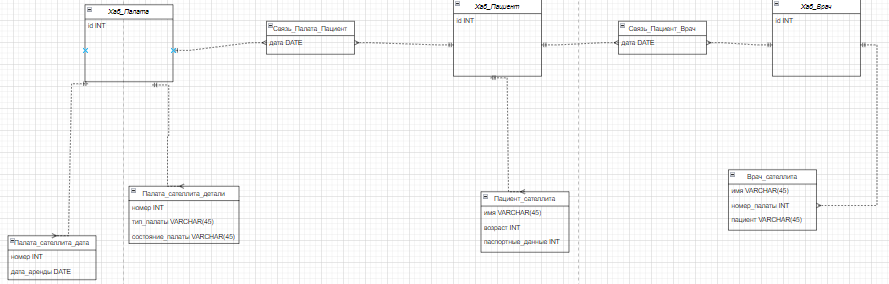 Хаб_Палата
id INT
Связь_Палата_Пациент
дата DATE
Хаб_Пациент
id INT
Связь_Пациент_Врач
дата DATE
Хаб_Врач
id INT
Палата_сателлита_дата
номер INT
дата_аренды DATE
Палата_сателлита_детали
номер INT
тип_палаты VARCHAR(45)
состояние_палаты VARCHAR(45)
Пациент_сателлита
имя VARCHAR(45)
возраст INT
паспортные_данные INT
Врач_сателлита
имя VARCHAR(45)
номер_палаты INT
пациент VARCHAR(45)